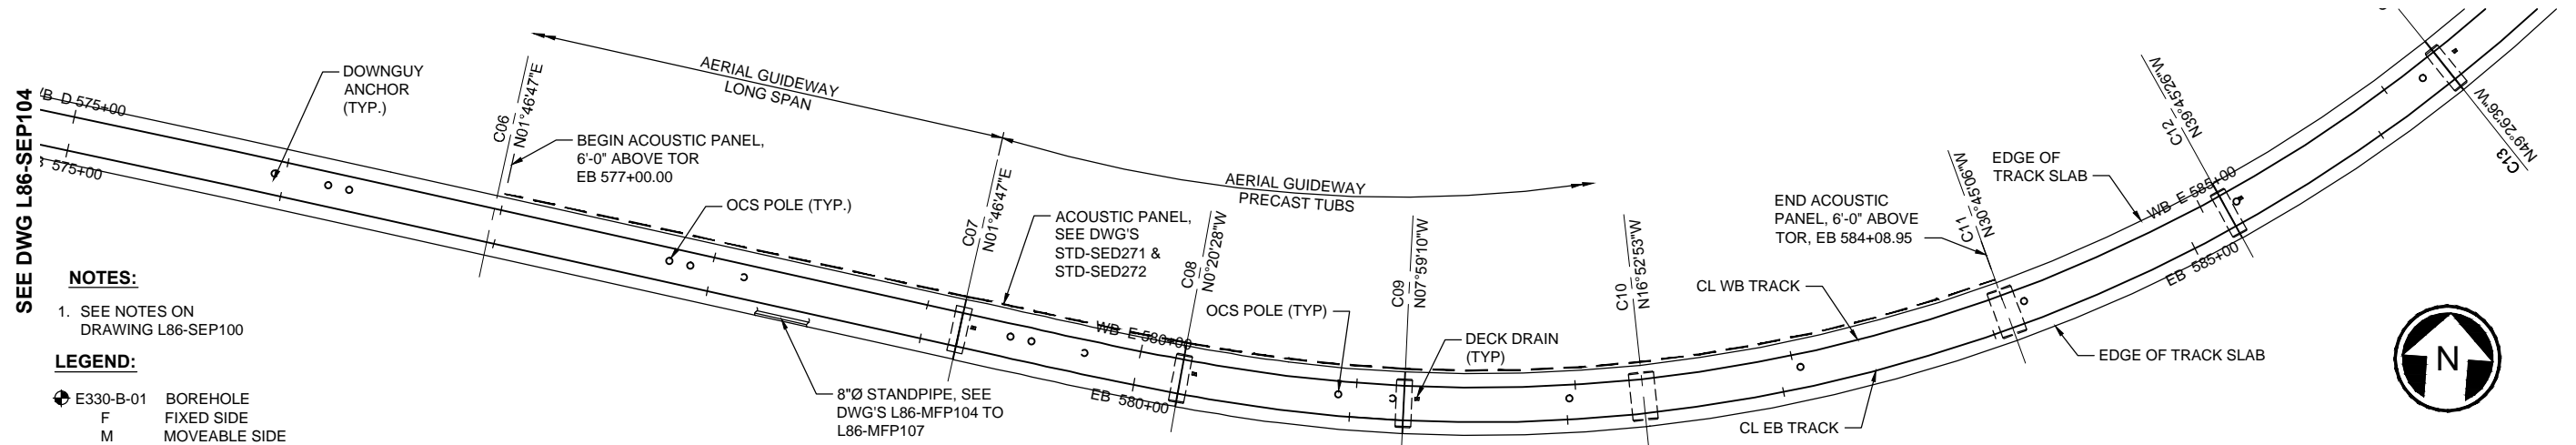 SEE DWG L86-SEP104
WB D 575+00
575+00
DOWNGUY
ANCHOR
(TYP.)
C06
N01°46'47"E
AERIAL GUIDEWAY
LONG SPAN
BEGIN ACOUSTIC PANEL,
6'-0" ABOVE TOR
EB 577+00.00
OCS POLE (TYP.)
C07
N01°46'47"E
ACOUSTIC PANEL,
SEE DWG'S
STD-SED271 &
STD-SED272
AERIAL GUIDEWAY
PRECAST TUBS
C08
N0°20'28"W
WB E 580+00
EB 580+00
8"Ø STANDPIPE, SEE
DWG'S L86-MFP104 TO
L86-MFP107
OCS POLE (TYP)
C09
N07°59'10"W
DECK DRAIN
(TYP)
C10
N16°52'53"W
END ACOUSTIC
PANEL, 6'-0" ABOVE
TOR, EB 584+08.95
C11
N30°45'06"W
CL WB TRACK
CL EB TRACK
EDGE OF
TRACK SLAB
WB E 585+00
EB 585+00
EDGE OF TRACK SLAB
C12
N39°45'26"W
C13
N49°26'36"W
N
NOTES:
1. SEE NOTES ON
DRAWING L86-SEP100
LEGEND:
E330-B-01 BOREHOLE
F FIXED SIDE
M MOVEABLE SIDE